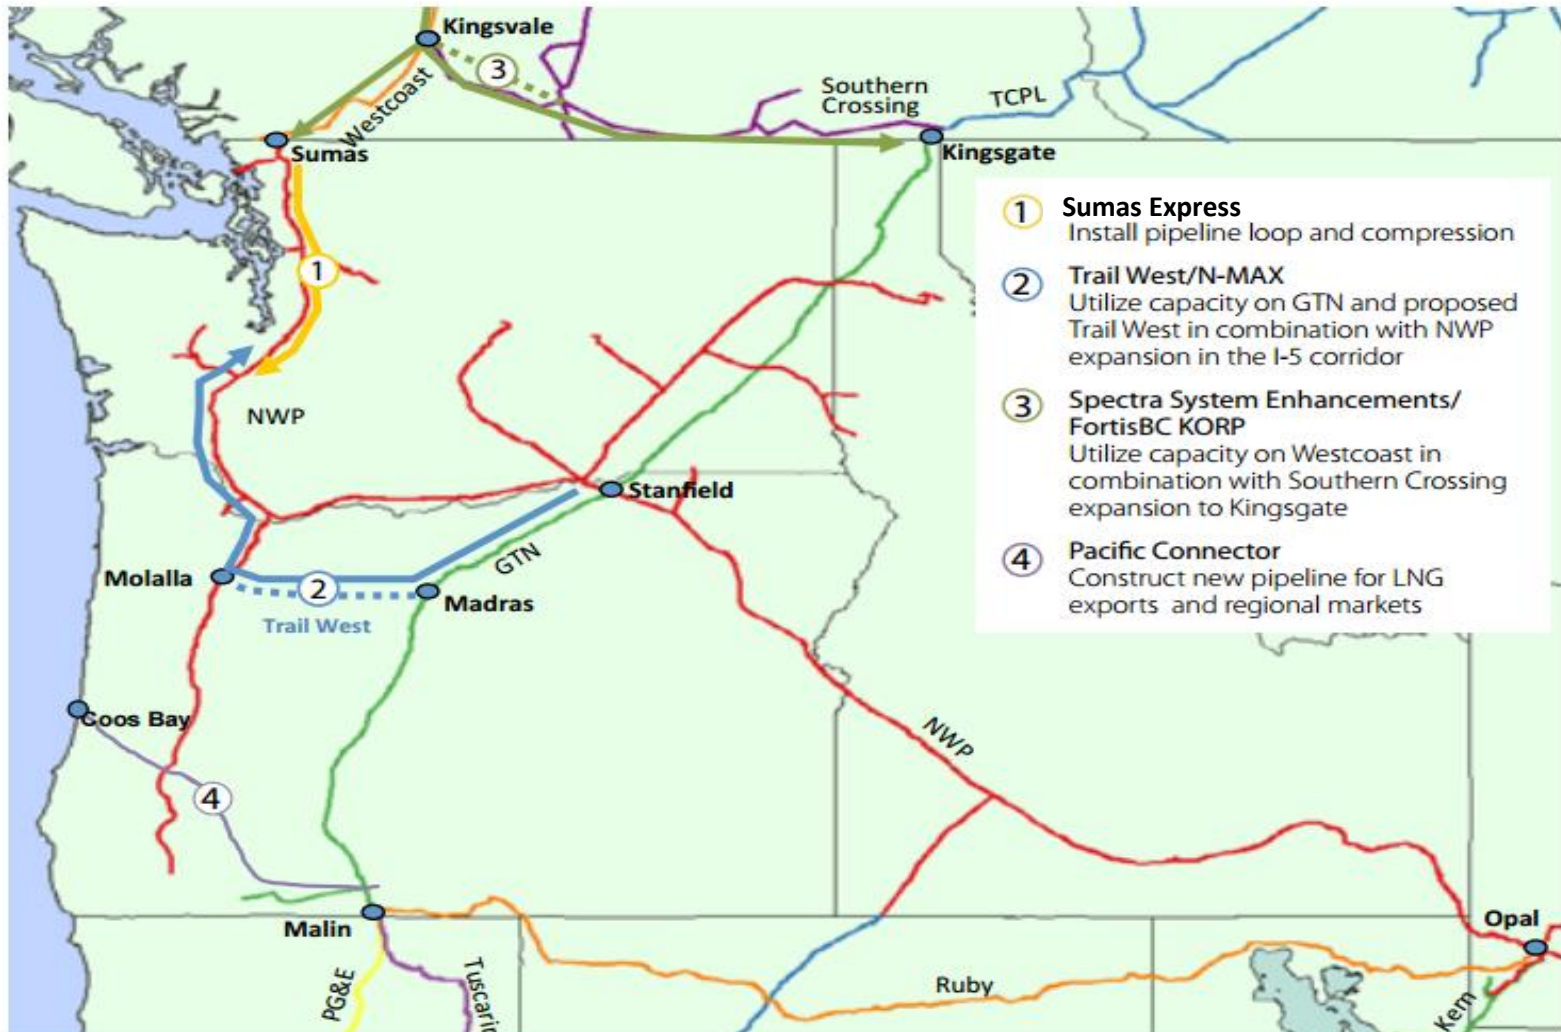 Kingsvale
3
Westcoast
Southern
Crossing
TCPL
Sumas
Kingsgate
1
Sumas Express
Install pipeline loop and compression
2
Trail West/N-MAX
Utilize capacity on GTN and proposed
Trail West in combination with NWP
expansion in the I-5 corridor
3
Spectra System Enhancements/
FortisBC KORP
Utilize capacity on Westcoast in
combination with Southern Crossing
expansion to Kingsgate
4
Pacific Connector
Construct new pipeline for LNG
exports and regional markets
1
NWP
Stanfield
GTN
Molalla
2
Madras
Trail West
Coos Bay
NWP
4
Malin
Opal
PG&E
Tuscarir
Ruby
Kern